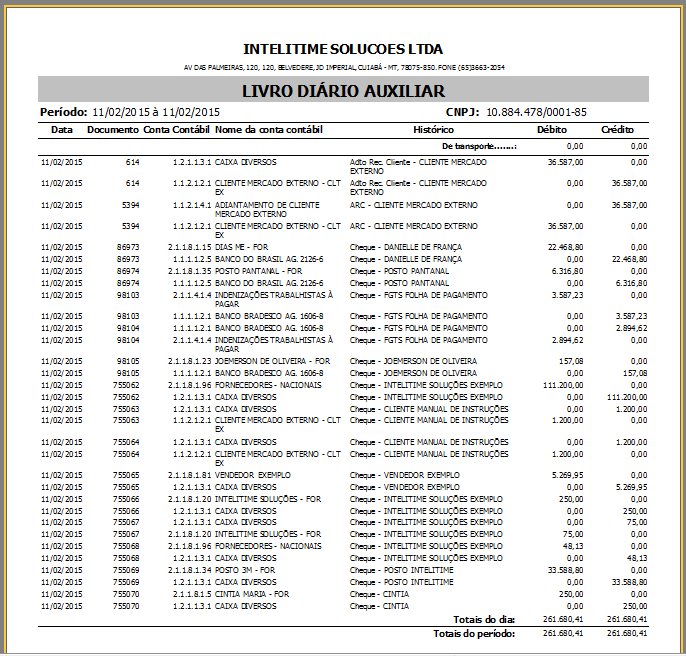 INTELITIME SOLUCOES LTDA
AV DAS PALMEIRAS, 120, 120, BELVEDERE, JD IMPERIAL, CUIABÁ - MT, 78075-850. FONE (65)3663-2054
LIVRO DIÁRIO AUXILIAR
Período: 11/02/2015 à 11/02/2015 CNPJ: 10.884.478/0001-85
Data Documento Conta Contábil Nome da conta contábil Histórico Débito Crédito
De transporte......: 0,00 0,00
11/02/2015 614 1.2.1.1.3.1 CAIXA DIVERSOS Adto Rec. Cliente - CLIENTE MERCADO 36.587,00 0,00
EXTERNO
11/02/2015 614 1.1.2.1.2.1 CLIENTE MERCADO EXTERNO - CLT Adto Rec. Cliente - CLIENTE MERCADO 0,00 36.587,00
EX EXTERNO
11/02/2015 5394 1.1.2.1.4.1 ADIANTAMENTO DE CLIENTE ARC - CLIENTE MERCADO EXTERNO 0,00 36.587,00
MERCADO EXTERNO
11/02/2015 5394 1.1.2.1.2.1 CLIENTE MERCADO EXTERNO - CLT ARC - CLIENTE MERCADO EXTERNO 36.587,00 0,00
EX
11/02/2015 86973 2.1.1.8.1.15 DIAS ME - FOR Cheque - DANIELLE DE FRANÇA 22.468,80 0,00
11/02/2015 86973 1.1.1.1.2.5 BANCO DO BRASIL AG. 2126-6 Cheque - DANIELLE DE FRANÇA 0,00 22.468,80
11/02/2015 86974 2.1.1.8.1.35 POSTO PANTANAL - FOR Cheque - POSTO PANTANAL 6.316,80 0,00
11/02/2015 86974 1.1.1.1.2.5 BANCO DO BRASIL AG. 2126-6 Cheque - POSTO PANTANAL 0,00 6.316,80
11/02/2015 98103 2.1.1.4.1.4 INDENIZAÇÕES TRABALHISTAS À Cheque - FGTS FOLHA DE PAGAMENTO 3.587,23 0,00
PAGAR
11/02/2015 98103 1.1.1.1.2.1 BANCO BRADESCO AG. 1606-8 Cheque - FGTS FOLHA DE PAGAMENTO 0,00 3.587,23
11/02/2015 98104 1.1.1.1.2.1 BANCO BRADESCO AG. 1606-8 Cheque - FGTS FOLHA DE PAGAMENTO 0,00 2.894,62
11/02/2015 98104 2.1.1.4.1.4 INDENIZAÇÕES TRABALHISTAS À Cheque - FGTS FOLHA DE PAGAMENTO 2.894,62 0,00
PAGAR
11/02/2015 98105 2.1.1.8.1.23 JOEMERSON DE OLIVEIRA - FOR Cheque - JOEMERSON DE OLIVEIRA 157,08 0,00
11/02/2015 98105 1.1.1.1.2.1 BANCO BRADESCO AG. 1606-8 Cheque - JOEMERSON DE OLIVEIRA 0,00 157,08
11/02/2015 755062 2.1.1.8.1.96 FORNECEDORES - NACIONAIS Cheque - INTELITIME SOLUÇÕES EXEMPLO 111.200,00 0,00
11/02/2015 755062 1.2.1.1.3.1 CAIXA DIVERSOS Cheque - INTELITIME SOLUÇÕES EXEMPLO 0,00 111.200,00
11/02/2015 755063 1.2.1.1.3.1 CAIXA DIVERSOS Cheque - CLIENTE MANUAL DE INSTRUÇÕES 0,00 1.200,00
11/02/2015 755063 1.1.2.1.2.1 CLIENTE MERCADO EXTERNO - CLT Cheque - CLIENTE MANUAL DE INSTRUÇÕES 1.200,00 0,00
EX
11/02/2015 755064 1.2.1.1.3.1 CAIXA DIVERSOS Cheque - CLIENTE MANUAL DE INSTRUÇÕES 0,00 1.200,00
11/02/2015 755064 1.1.2.1.2.1 CLIENTE MERCADO EXTERNO - CLT Cheque - CLIENTE MANUAL DE INSTRUÇÕES 1.200,00 0,00
EX
11/02/2015 755065 2.1.1.8.1.81 VENDEDOR EXEMPLO Cheque - VENDEDOR EXEMPLO 5.269,95 0,00
11/02/2015 755065 1.2.1.1.3.1 CAIXA DIVERSOS Cheque - VENDEDOR EXEMPLO 0,00 5.269,95
11/02/2015 755066 2.1.1.8.1.20 INTELITIME SOLUÇÕES - FOR Cheque - INTELITIME SOLUÇÕES EXEMPLO 250,00 0,00
11/02/2015 755066 1.2.1.1.3.1 CAIXA DIVERSOS Cheque - INTELITIME SOLUÇÕES EXEMPLO 0,00 250,00
11/02/2015 755067 1.2.1.1.3.1 CAIXA DIVERSOS Cheque - INTELITIME SOLUÇÕES EXEMPLO 0,00 75,00
11/02/2015 755067 2.1.1.8.1.20 INTELITIME SOLUÇÕES - FOR Cheque - INTELITIME SOLUÇÕES EXEMPLO 75,00 0,00
11/02/2015 755068 2.1.1.8.1.96 FORNECEDORES - NACIONAIS Cheque - INTELITIME SOLUÇÕES EXEMPLO 48,13 0,00
11/02/2015 755068 1.2.1.1.3.1 CAIXA DIVERSOS Cheque - INTELITIME SOLUÇÕES EXEMPLO 0,00 48,13
11/02/2015 755069 2.1.1.8.1.34 POSTO 3M - FOR Cheque - POSTO INTELITIME 33.588,80 0,00
11/02/2015 755069 1.2.1.1.3.1 CAIXA DIVERSOS Cheque - POSTO INTELITIME 0,00 33.588,80
11/02/2015 755070 2.1.1.8.1.5 CINTIA MARIA - FOR Cheque - CINTIA 250,00 0,00
11/02/2015 755070 1.2.1.1.3.1 CAIXA DIVERSOS Cheque - CINTIA 0,00 250,00
Totais do dia: 261.680,41 261.680,41
Totais do período: 261.680,41 261.680,41